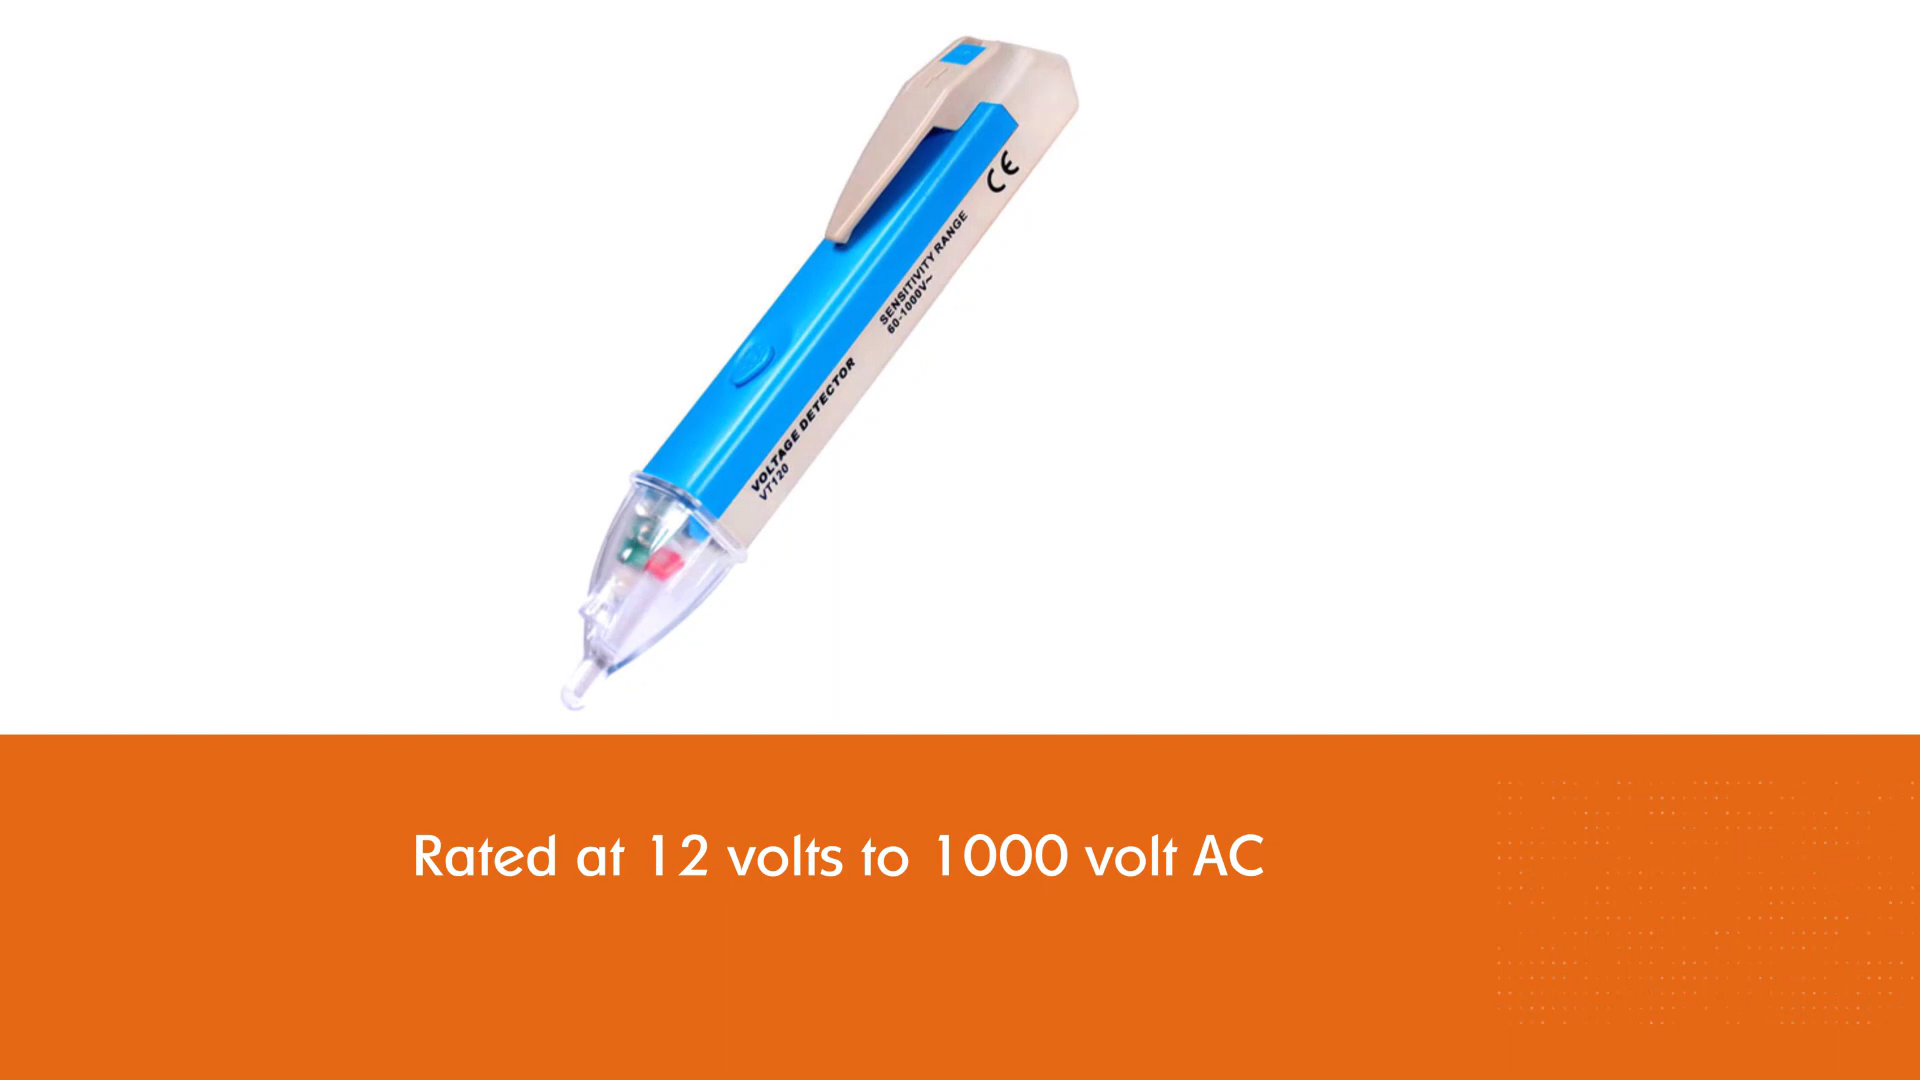 CE
SENSITIVITY RANGE
60-1000V~
VOLTAGE DETECTOR
VT120
Rated at 12 volts to 1000 volt AC